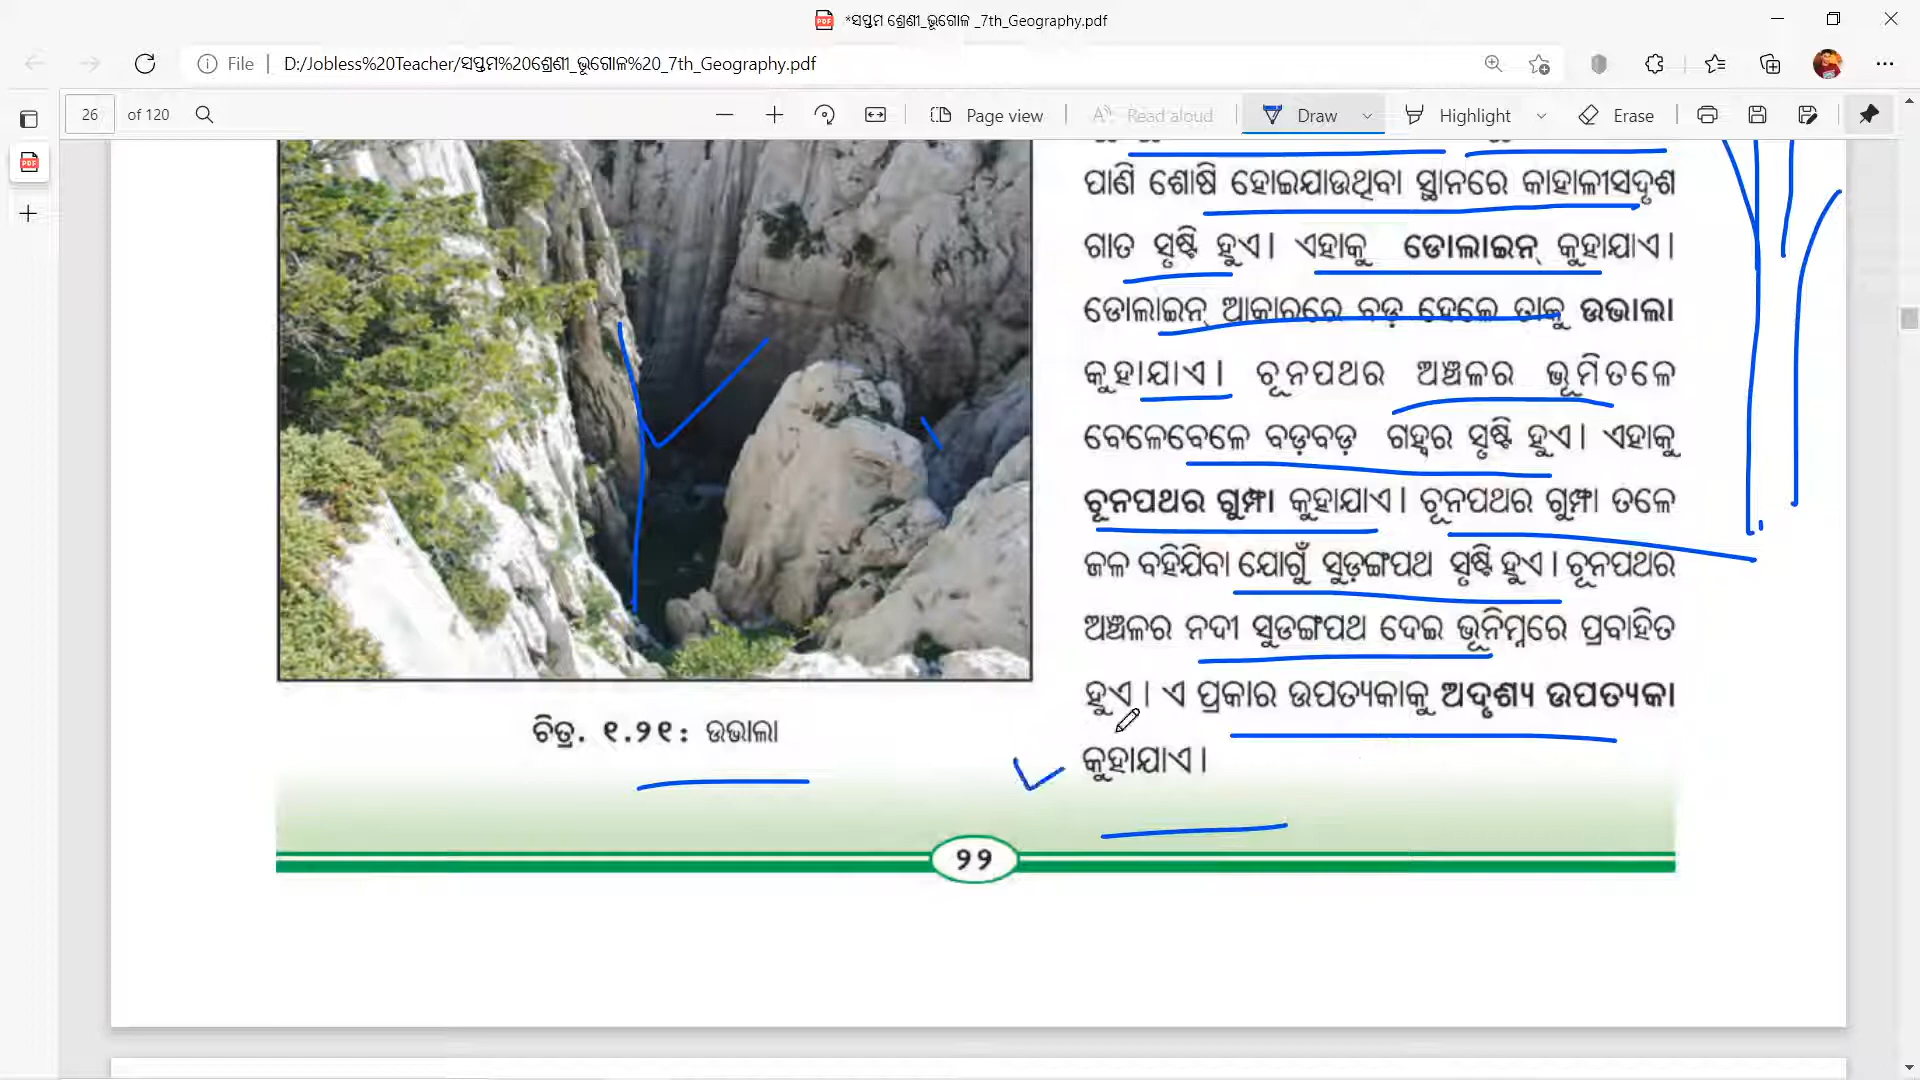 *ସପ୍ତମ ଶ୍ରେଣୀ_ଭୂଗୋଳ _7th_Geography.pdf
File
D:/Jobless%20Teacher/ସପ୍ତମ%20ଶ୍ରେଣୀ_ଭୂଗୋଳ%20_7th_Geography.pdf
26 of 120
Page view
Read aloud
Draw
Highlight
Erase
ପାଣି ଶୋଷି ହୋଇଯାଉଥିବା ସ୍ଥାନରେ କାହାଳୀସଦୃଶ
ଗାତ ସୃଷ୍ଟି ହୁଏ। ଏହାକୁ ଡୋଲାଇନ୍ କୁହାଯାଏ।
ଡୋଲାଇନ୍ ଆକାରରେ ବଡ଼ ହେଲେ ତାକୁ ଉଭାଲା
କୁହାଯାଏ। ଚୂନପଥର ଅଞ୍ଚଳର ଭୂମିତଳେ
ବେଳେବେଳେ ବଡ଼ବଡ଼ ଗହ୍ୱର ସୃଷ୍ଟି ହୁଏ। ଏହାକୁ
ଚୂନପଥର ଗୁମ୍ଫା କୁହାଯାଏ। ଚୂନପଥର ଗୁମ୍ଫା ତଳେ
ଜଳ ବହିଯିବା ଯୋଗୁଁ ସୁଡ଼ଙ୍ଗପଥ ସୃଷ୍ଟି ହୁଏ। ଚୂନପଥର
ଅଞ୍ଚଳର ନଦୀ ସୁଡଙ୍ଗପଥ ଦେଇ ଭୂନିମ୍ନରେ ପ୍ରବାହିତ
ହୁଏ। ଏ ପ୍ରକାର ଉପତ୍ୟକାକୁ ଅଦୃଶ୍ୟ ଉପତ୍ୟକା
କୁହାଯାଏ।
ଚିତ୍ର. ୧.୨୧: ଉଭାଲା
୨୨